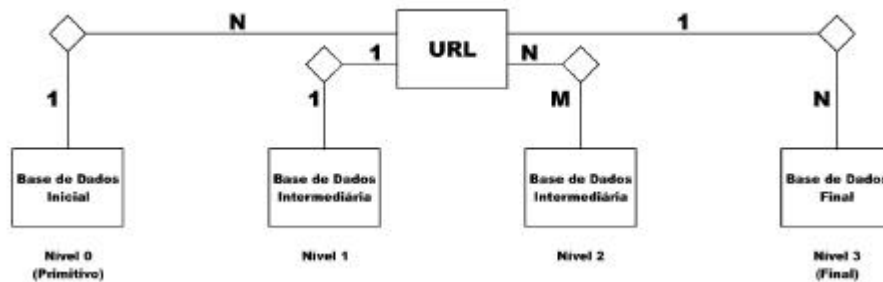 N
1
URL
1
N
1
1
M
N
Base de Dados
Inicial
Base de Dados
Intermediária
Base de Dados
Intermediária
Base de Dados
Final
Nível 0
(Primitivo)
Nível 1
Nível 2
Nível 3
(Final)